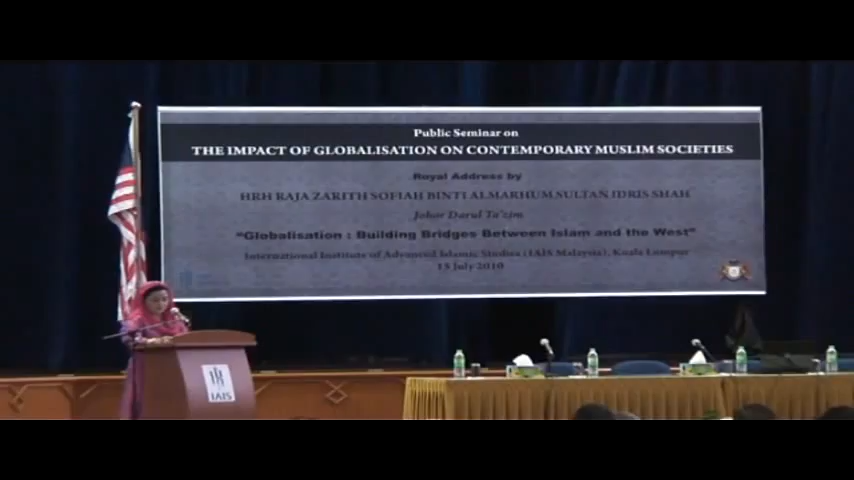 Public Seminar on
THE IMPACT OF GLOBALISATION ON CONTEMPORARY MUSLIM SOCIETIES
Royal Address by
HRH RAJA ZARITH SOFIAH BINTI ALMARHUM SULTAN IDRIS SHAH
Johor Darul Ta'zim
"Globalisation : Building Bridges Between Islam and the West"
International Institute of Advanced Islamic Studies (IAIS Malaysia), Kuala Lumpur
15 July 2010
IAIS